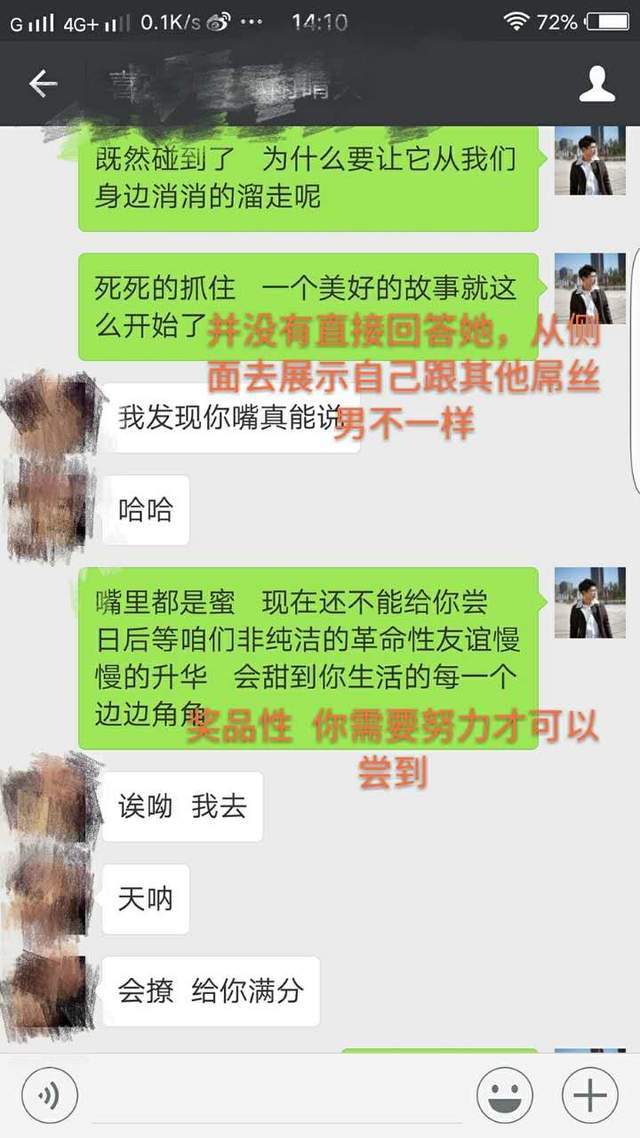 G 4G+ 0.1K/s 14:10 72%
既然碰到了 为什么要让它从我们
身边消消的溜走呢
死死的抓住 一个美好的故事就这
么开始了
并没有直接回答她，从侧
面去展示自己跟其他屌丝
男不一样
我发现你嘴真能说
哈哈
嘴里都是蜜 现在还不能给你尝
日后等咱们非纯洁的革命性友谊慢
慢的升华 会甜到你生活的每一个
边边角角
奖品性 你需要努力才可以
尝到
诶呦 我去
天呐
会撩 给你满分